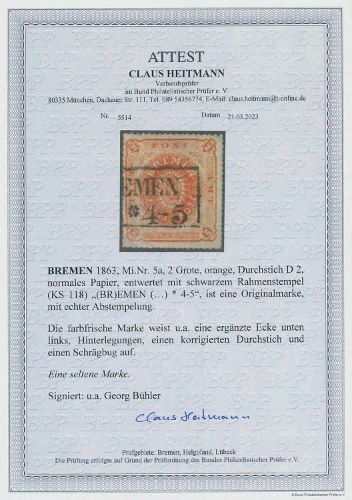 ATTEST
CLAUS HEITMANN
Verbandsprüfer
im Bund Philatelistischer Prüfer e. V.
80335 München, Dachauer Str. 111, Tel. 089 54356774, E-Mail: claus.heitmann@t-online.de
Nr. 5514 Datum 21.03.2023
POST
EMEN
*4-5
BREMEN 1863, Mi.Nr. 5a, 2 Grote, orange, Durchstich D 2,
normales Papier, entwertet mit schwarzem Rahmenstempel
(KS 118) „(BR)EMEN (...) * 4-5“, ist eine Originalmarke,
mit echter Abstempelung.
Die farbfrische Marke weist u.a. eine ergänzte Ecke unten
links, Hinterlegungen, einen korrigierten Durchstich und
einen Schrägbug auf.
Eine seltene Marke.
Signiert: u.a. Georg Bühler
Claus Heitmann
Prüfgebiete: Bremen, Helgoland, Lübeck
Die Prüfung erfolgte auf Grund der Prüfordnung des Bundes Philatelistischer Prüfer e.V.
© Bund Philatelistischer Prüfer e. V.